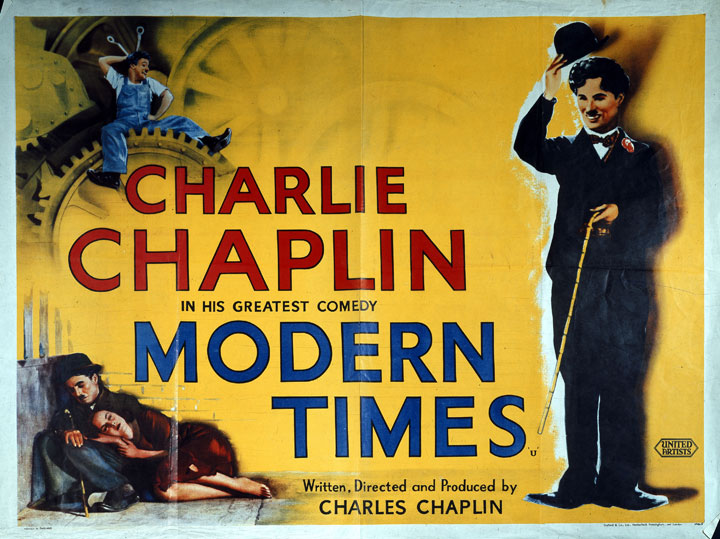 CHARLIE
CHAPLIN
IN HIS GREATEST COMEDY
MODERN
TIMES
"U"
UNITED
ARTISTS
Written, Directed and Produced by
CHARLES CHAPLIN